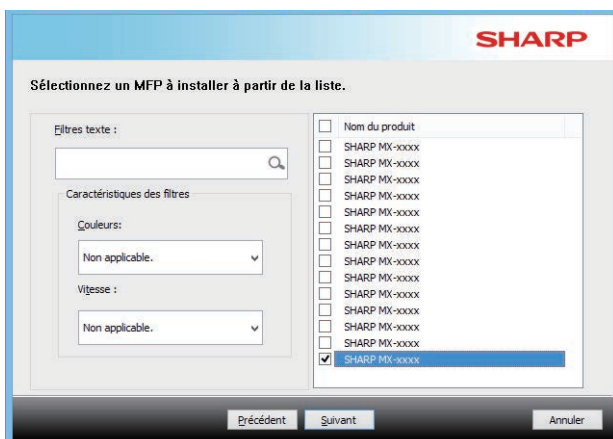 SHARP
Sélectionnez un MFP à installer à partir de la liste.
Filtres texte :
Caractéristiques des filtres
Couleurs:
Non applicable.
Vitesse :
Non applicable.
Nom du produit
SHARP MX-xxxx
SHARP MX-xxxx
SHARP MX-xxxx
SHARP MX-xxxx
SHARP MX-xxxx
SHARP MX-xxxx
SHARP MX-xxxx
SHARP MX-xxxx
SHARP MX-xxxx
SHARP MX-xxxx
SHARP MX-xxxx
SHARP MX-xxxx
SHARP MX-xxxx
SHARP MX-xxxx
Précédent
Suivant
Annuler